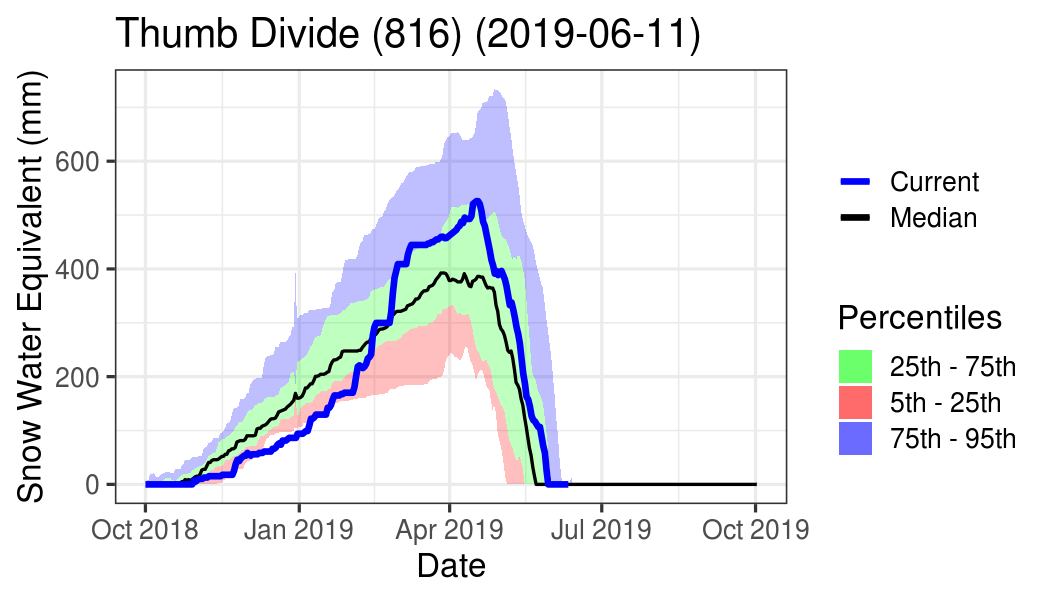 Thumb Divide (816) (2019-06-11)
Snow Water Equivalent (mm)
600
400
200
0
Oct 2018
Jan 2019
Apr 2019
Jul 2019
Oct 2019
Date
Current
Median
Percentiles
25th - 75th
5th - 25th
75th - 95th